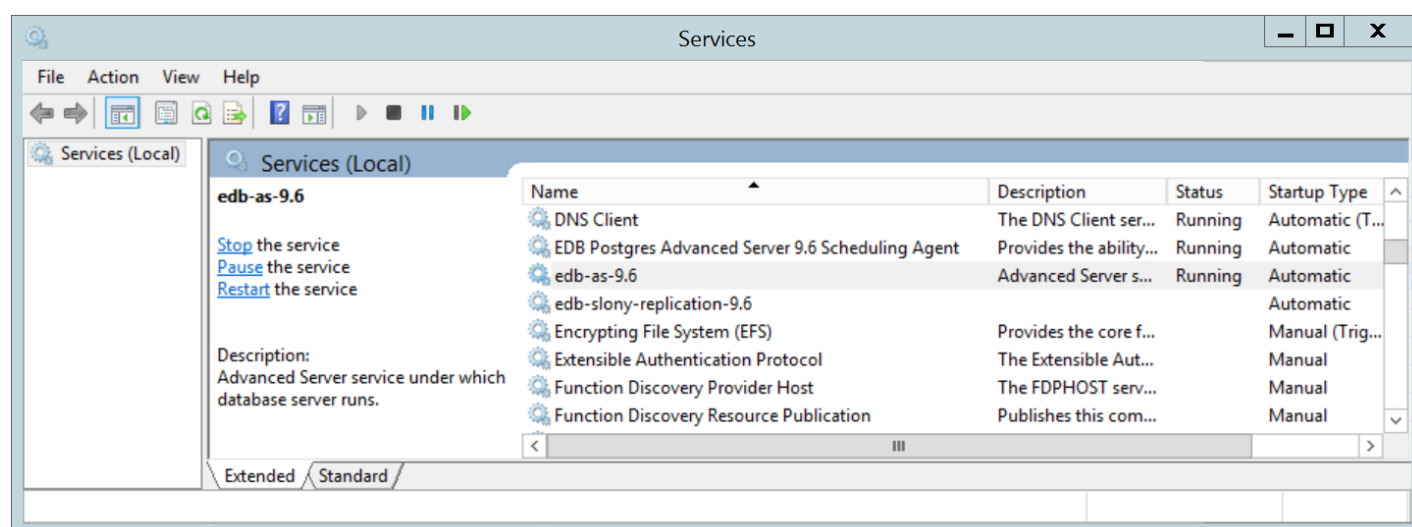 Services
File Action View Help
Services (Local)
Services (Local)
edb-as-9.6
Stop the service
Pause the service
Restart the service
Description:
Advanced Server service under which
database server runs.
Name Description Status Startup Type
DNS Client The DNS Client ser... Running Automatic (T...
EDB Postgres Advanced Server 9.6 Scheduling Agent Provides the ability... Running Automatic
edb-as-9.6 Advanced Server s... Running Automatic
edb-slony-replication-9.6 Automatic
Encrypting File System (EFS) Provides the core f... Manual (Trig...
Extensible Authentication Protocol The Extensible Aut... Manual
Function Discovery Provider Host The FDPHOST serv... Manual
Function Discovery Resource Publication Publishes this com... Manual
Extended Standard